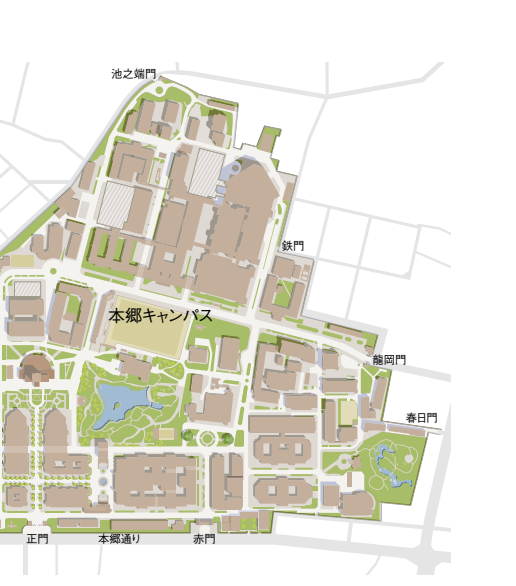 池之端門
鉄門
本郷キャンパス
龍岡門
春日門
正門
本郷通り
赤門